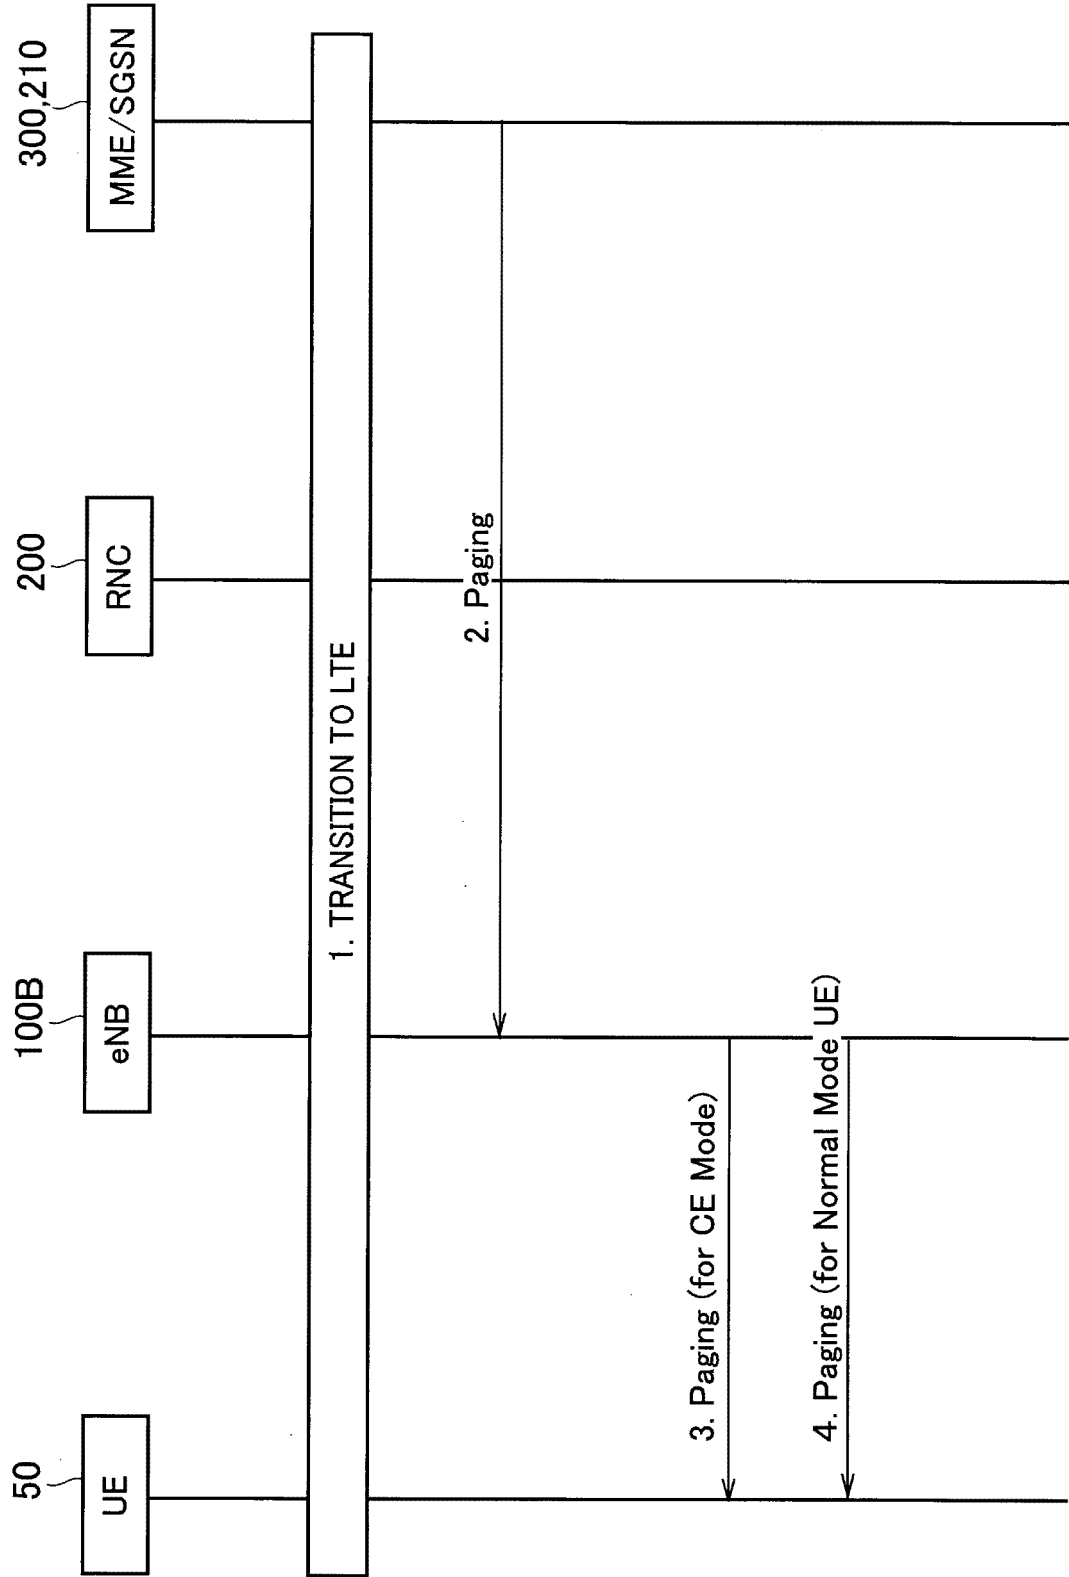 50
100B
200
300,210
UE
eNB
RNC
MME/SGSN
1. TRANSITION TO LTE
2. Paging
3. Paging (for CE Mode)
4. Paging (for Normal Mode UE)